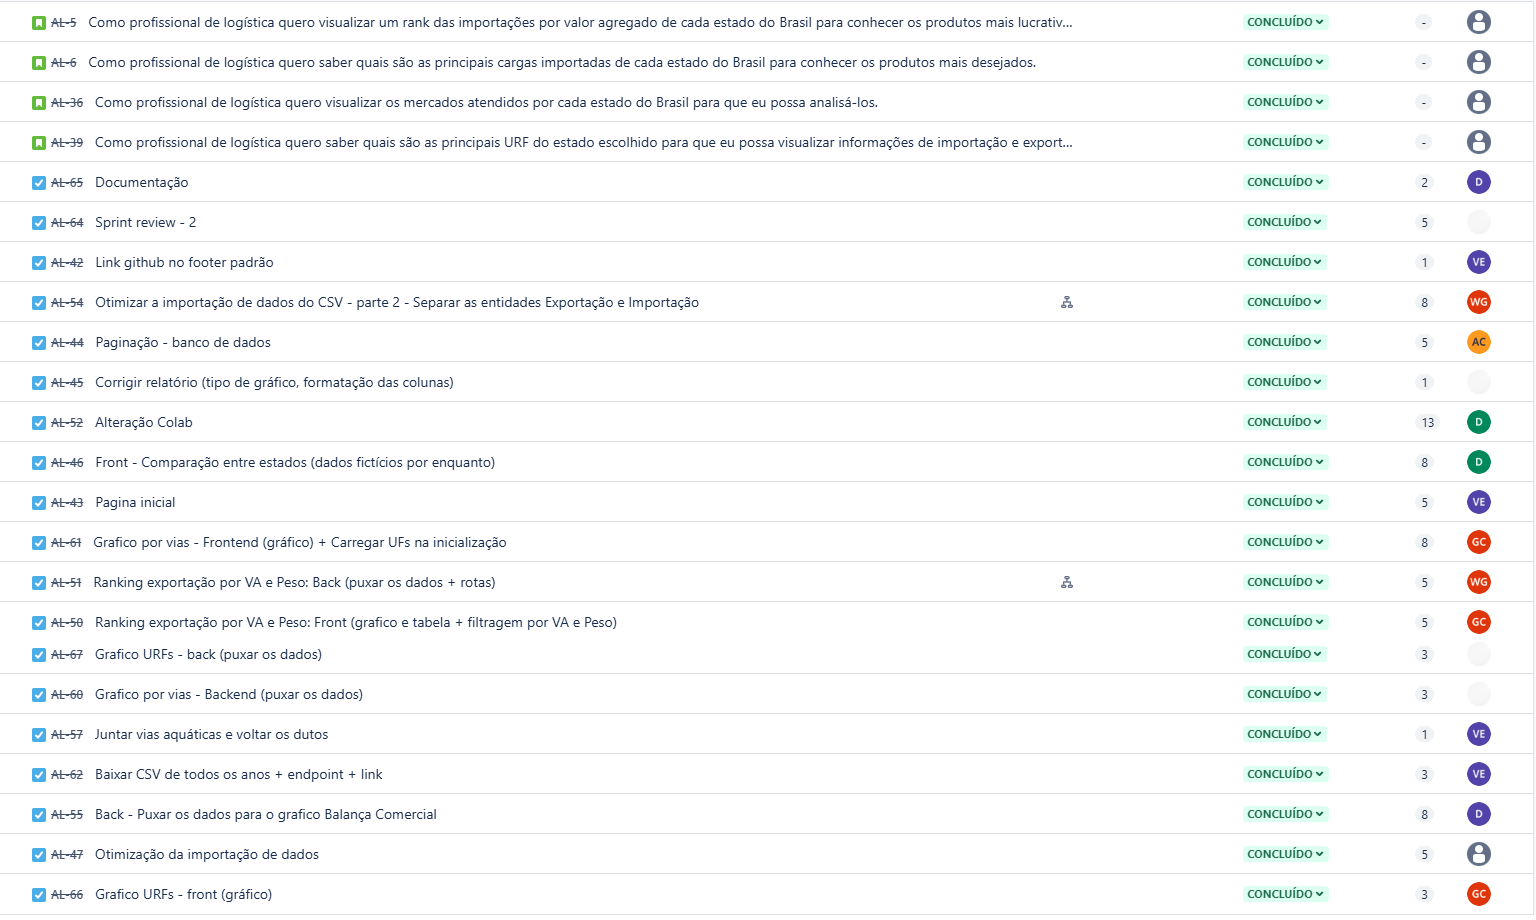 AL-5 Como profissional de logística quero visualizar um rank das importações por valor agregado de cada estado do Brasil para conhecer os produtos mais lucrativ... CONCLUÍDO -
AL-6 Como profissional de logística quero saber quais são as principais cargas importadas de cada estado do Brasil para conhecer os produtos mais desejados. CONCLUÍDO -
AL-36 Como profissional de logística quero visualizar os mercados atendidos por cada estado do Brasil para que eu possa analisá-los. CONCLUÍDO -
AL-39 Como profissional de logística quero saber quais são as principais URF do estado escolhido para que eu possa visualizar informações de importação e export... CONCLUÍDO -
AL-65 Documentação CONCLUÍDO 2 D
AL-64 Sprint review - 2 CONCLUÍDO 5
AL-42 Link github no footer padrão CONCLUÍDO 1 VE
AL-54 Otimizar a importação de dados do CSV - parte 2 - Separar as entidades Exportação e Importação CONCLUÍDO 8 WG
AL-44 Paginação - banco de dados CONCLUÍDO 5 AC
AL-45 Corrigir relatório (tipo de gráfico, formatação das colunas) CONCLUÍDO 1
AL-52 Alteração Colab CONCLUÍDO 13 D
AL-46 Front - Comparação entre estados (dados fictícios por enquanto) CONCLUÍDO 8 D
AL-43 Pagina inicial CONCLUÍDO 5 VE
AL-61 Grafico por vias - Frontend (gráfico) + Carregar UFs na inicialização CONCLUÍDO 8 GC
AL-51 Ranking exportação por VA e Peso: Back (puxar os dados + rotas) CONCLUÍDO 5 WG
AL-50 Ranking exportação por VA e Peso: Front (grafico e tabela + filtragem por VA e Peso) CONCLUÍDO 5 GC
AL-67 Grafico URFs - back (puxar os dados) CONCLUÍDO 3
AL-60 Grafico por vias - Backend (puxar os dados) CONCLUÍDO 3
AL-57 Juntar vias aquáticas e voltar os dutos CONCLUÍDO 1 VE
AL-62 Baixar CSV de todos os anos + endpoint + link CONCLUÍDO 3 VE
AL-55 Back - Puxar os dados para o grafico Balança Comercial CONCLUÍDO 8 D
AL-47 Otimização da importação de dados CONCLUÍDO 5
AL-66 Grafico URFs - front (gráfico) CONCLUÍDO 3 GC